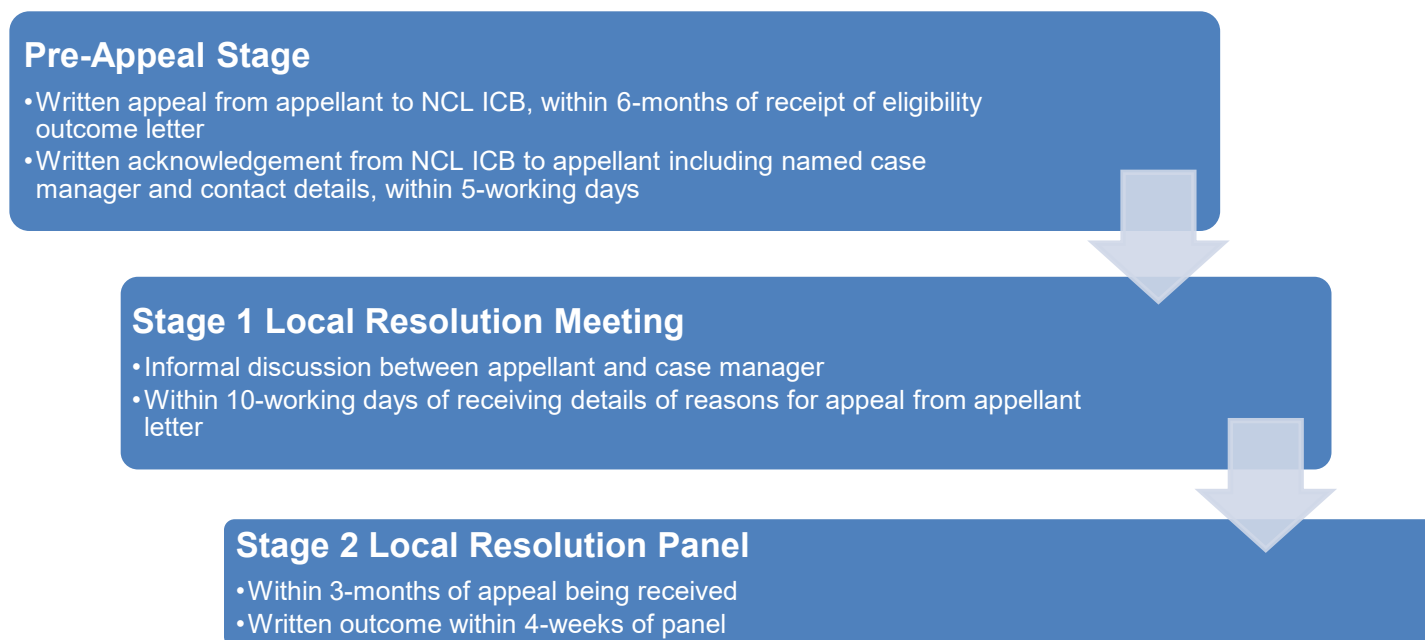 Pre-Appeal Stage
•Written appeal from appellant to NCL ICB, within 6-months of receipt of eligibility
outcome letter
•Written acknowledgement from NCL ICB to appellant including named case
manager and contact details, within 5-working days
Stage 1 Local Resolution Meeting
•Informal discussion between appellant and case manager
•Within 10-working days of receiving details of reasons for appeal from appellant
letter
Stage 2 Local Resolution Panel
•Within 3-months of appeal being received
•Written outcome within 4-weeks of panel